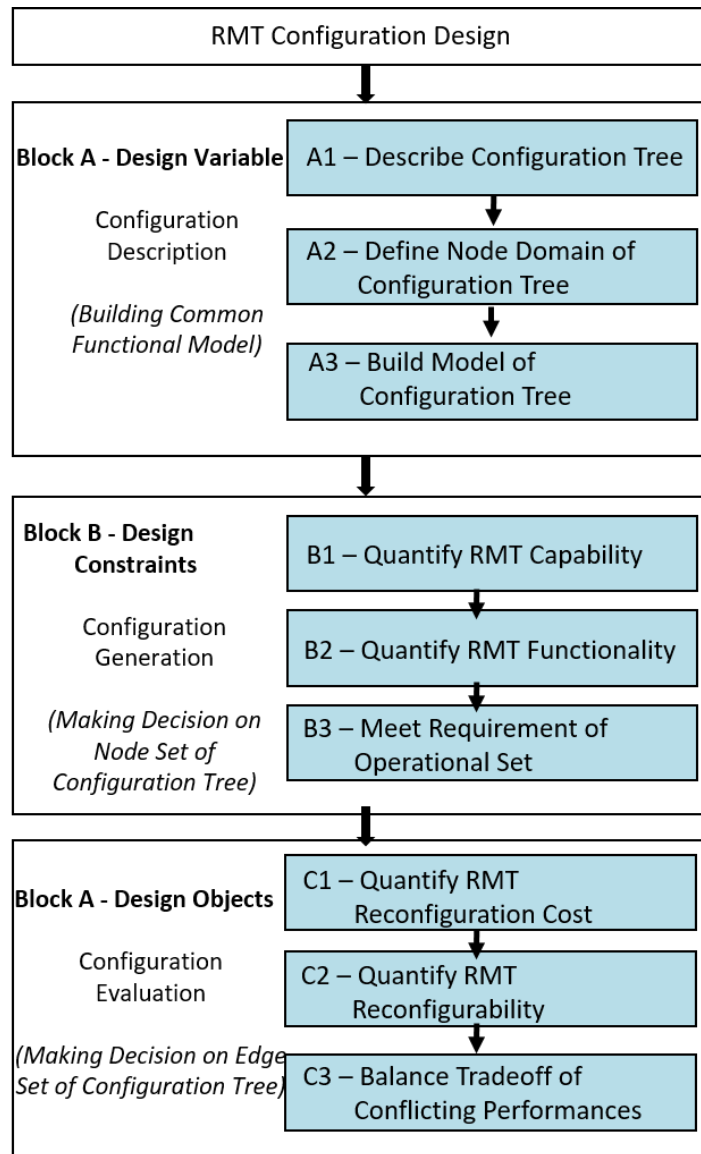 RMT Configuration Design
Block A - Design Variable
Configuration
Description
(Building Common
Functional Model)
A1 – Describe Configuration Tree
A2 – Define Node Domain of
Configuration Tree
A3 – Build Model of
Configuration Tree
Block B - Design
Constraints
Configuration
Generation
(Making Decision on
Node Set of
Configuration Tree)
B1 – Quantify RMT Capability
B2 – Quantify RMT Functionality
B3 – Meet Requirement of
Operational Set
Block A - Design Objects
Configuration
Evaluation
(Making Decision on Edge
Set of Configuration Tree)
C1 – Quantify RMT
Reconfiguration Cost
C2 – Quantify RMT
Reconfigurability
C3 – Balance Tradeoff of
Conflicting Performances